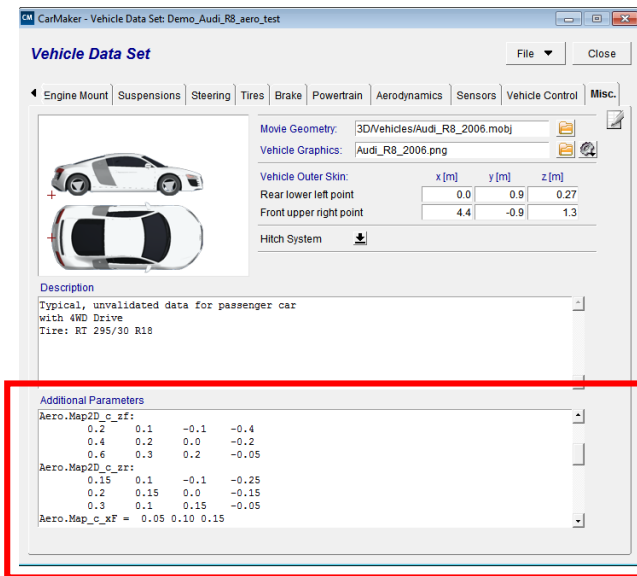 CM CarMaker - Vehicle Data Set: Demo_Audi_R8_aero_test
Vehicle Data Set
File Close
Engine Mount Suspensions Steering Tires Brake Powertrain Aerodynamics Sensors Vehicle Control Misc.
Movie Geometry: 3D/Vehicles/Audi_R8_2006.mobj
Vehicle Graphics: Audi_R8_2006.png
Vehicle Outer Skin: x [m] y [m] z [m]
Rear lower left point 0.0 0.9 0.27
Front upper right point 4.4 -0.9 1.3
Hitch System
Description
Typical, unvalidated data for passenger car
with 4WD Drive
Tire: RT 295/30 R18
Additional Parameters
Aero.Map2D_c_zf:
0.2 0.1 -0.1 -0.4
0.4 0.2 0.0 -0.2
0.6 0.3 0.2 -0.05
Aero.Map2D_c_zr:
0.15 0.1 -0.1 -0.25
0.2 0.15 0.0 -0.15
0.3 0.1 0.15 -0.05
Aero.Map_c_xF = 0.05 0.10 0.15